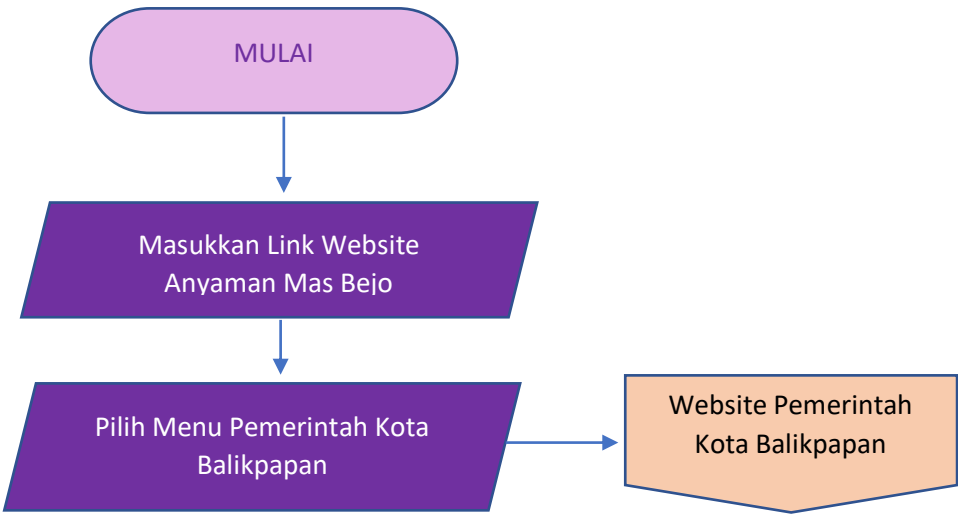 MULAI
Masukkan Link Website
Anyaman Mas Bejo
Pilih Menu Pemerintah Kota
Balikpapan
Website Pemerintah
Kota Balikpapan